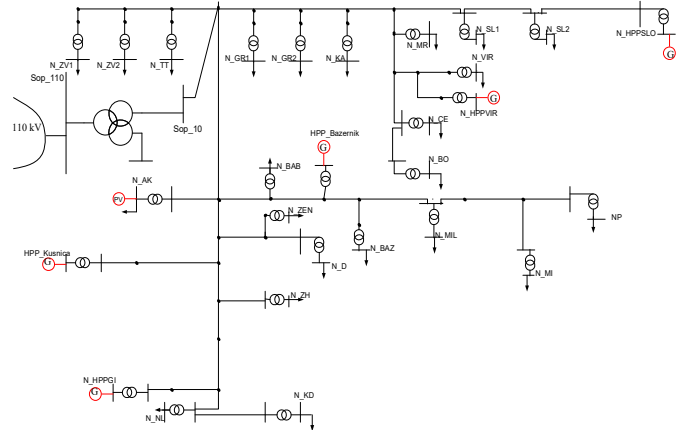 N_SL1
N_SL2
N_HPPSLO
N_MR
N_ZV1
N_ZV2
N_TT
N_GR1
N_GR2
N_KA
N_VIR
G
Sop_110
G
N_HPPVIR
110 kV
Sop_10
HPP_Bazernik
N_CE
G
N_BAB
N_BO
N_AK
PV
N_ZEN
NP
N_BAZ
N_MIL
HPP_Kusnica
G
N_D
N_MI
N_ZH
N_HPPGI
G
N_KD
N_NL